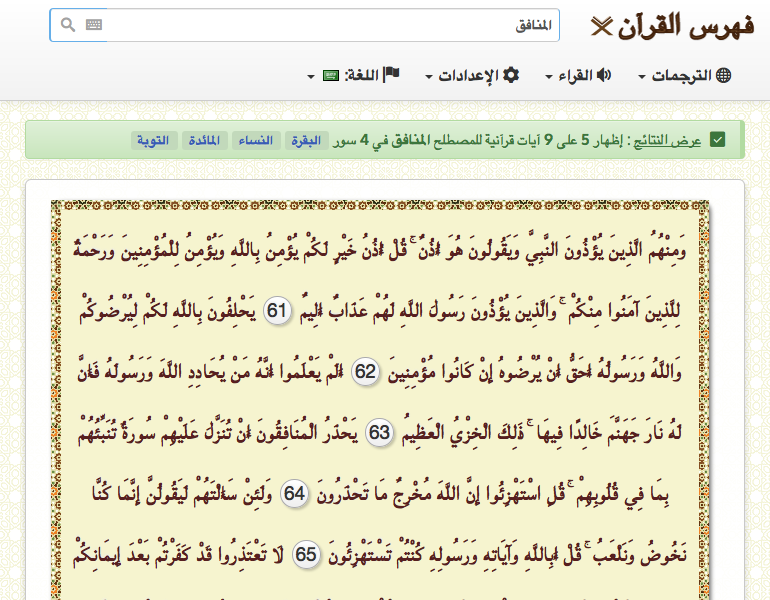 فهرس القرآن
المنافق
الترجمات
القراء
الإعدادات
اللغة:
عرض النتائج : إظهار 5 على 9 آيات قرآنية للمصطلح المنافق في 4 سور البقرة النساء المائدة التوبة
وَمِنْهُمُ الَّذِينَ يُؤْذُونَ النَّبِيَّ وَيَقُولُونَ هُوَ أُذُنٌ ۚ قُلْ أُذُنُ خَيْرٍ لَكُمْ يُؤْمِنُ بِاللَّهِ وَيُؤْمِنُ لِلْمُؤْمِنِينَ وَرَحْمَةٌ
لِلَّذِينَ آمَنُوا مِنْكُمْ ۚ وَالَّذِينَ يُؤْذُونَ رَسُولَ اللَّهِ لَهُمْ عَذَابٌ أَلِيمٌ 61 يَحْلِفُونَ بِاللَّهِ لَكُمْ لِيُرْضُوكُمْ
وَاللَّهُ وَرَسُولُهُ أَحَقُّ أَنْ يُرْضُوهُ إِنْ كَانُوا مُؤْمِنِينَ 62 أَلَمْ يَعْلَمُوا أَنَّهُ مَنْ يُحَادِدِ اللَّهَ وَرَسُولَهُ فَأَنَّ
لَهُ نَارَ جَهَنَّمَ خَالِدًا فِيهَا ۚ ذَلِكَ الْخِزْيُ الْعَظِيمُ 63 يَحْذَرُ الْمُنَافِقُونَ أَنْ تُنَزَّلَ عَلَيْهِمْ سُورَةٌ تُنَبِّئُهُمْ
بِمَا فِي قُلُوبِهِمْ ۚ قُلِ اسْتَهْزِئُوا إِنَّ اللَّهَ مُخْرِجٌ مَا تَحْذَرُونَ 64 وَلَئِنْ سَأَلْتَهُمْ لَيَقُولُنَّ إِنَّمَا كُنَّا
نَخُوضُ وَنَلْعَبُ ۚ قُلْ أَبِاللَّهِ وَآيَاتِهِ وَرَسُولِهِ كُنْتُمْ تَسْتَهْزِئُونَ 65 لَا تَعْتَذِرُوا قَدْ كَفَرْتُمْ بَعْدَ إِيمَانِكُمْ